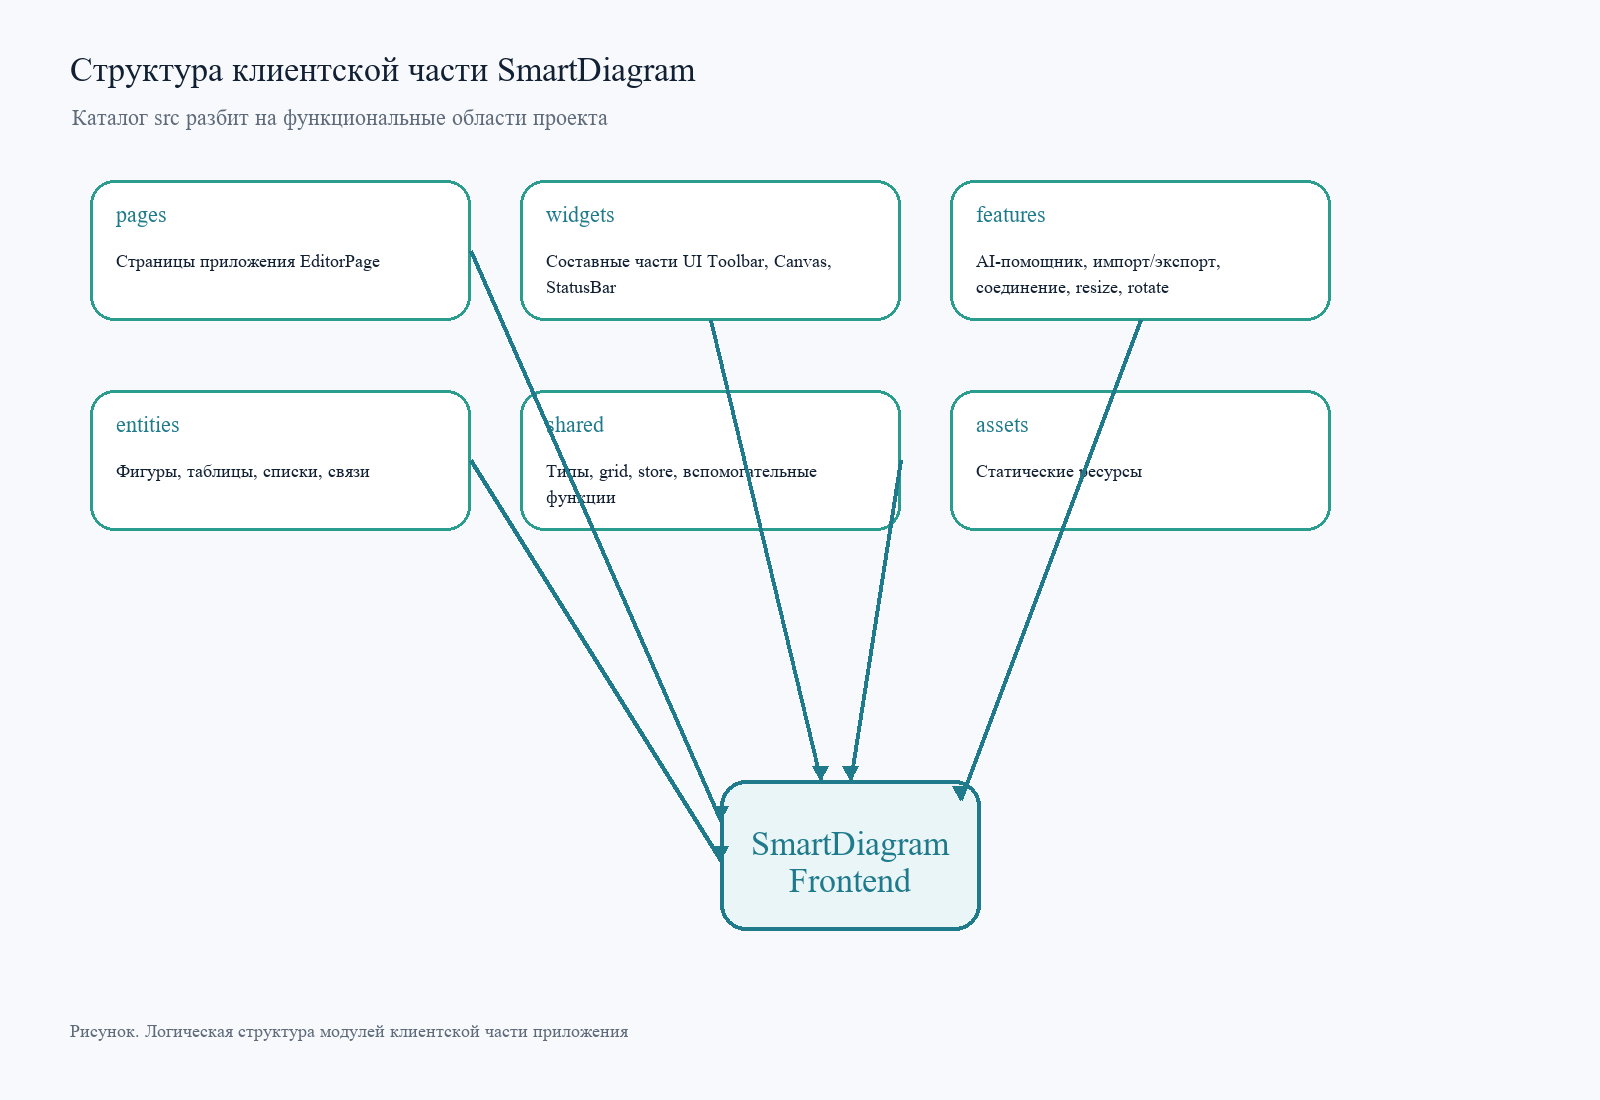 Структура клиентской части SmartDiagram
Каталог src разбит на функциональные области проекта
pages
Страницы приложения EditorPage
widgets
Составные части UI Toolbar, Canvas,
StatusBar
features
AI-помощник, импорт/экспорт,
соединение, resize, rotate
entities
Фигуры, таблицы, списки, связи
shared
Типы, grid, store, вспомогательные
функции
assets
Статические ресурсы
SmartDiagram
Frontend
Рисунок. Логическая структура модулей клиентской части приложения